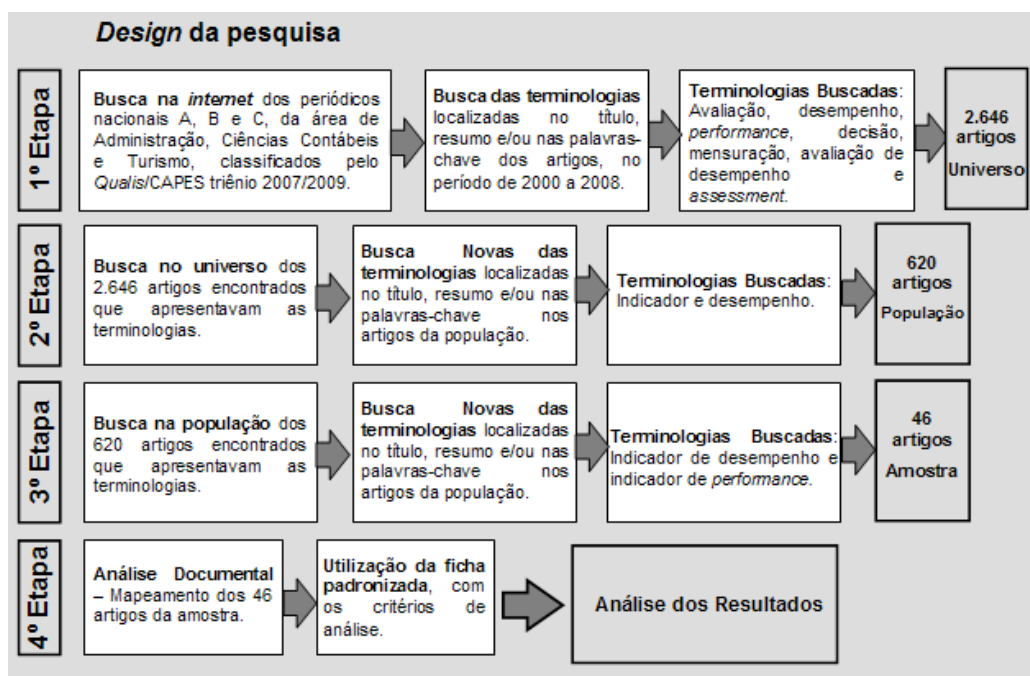 Design da pesquisa
1º Etapa
Busca na internet dos periódicos
nacionais A, B e C, da área de
Administração, Ciências Contábeis
e Turismo, classificados pelo
Qualis/CAPES triênio 2007/2009.
Busca das terminologias
localizadas no título,
resumo e/ou nas palavras-
chave dos artigos, no
período de 2000 a 2008.
Terminologias Buscadas:
Avaliação, desempenho,
performance, decisão,
mensuração, avaliação de
desempenho e
assessment.
2.646
artigos
Universo
2º Etapa
Busca no universo dos
2.646 artigos encontrados
que apresentavam as
terminologias.
Busca Novas das
terminologias localizadas
no título, resumo e/ou nas
palavras-chave nos
artigos da população.
Terminologias Buscadas:
Indicador e desempenho.
620
artigos
População
3º Etapa
Busca na população dos
620 artigos encontrados
que apresentavam as
terminologias.
Busca Novas das
terminologias localizadas
no título, resumo e/ou nas
palavras-chave nos
artigos da população.
Terminologias Buscadas:
Indicador de desempenho e
indicador de performance.
46
artigos
Amostra
4º Etapa
Análise Documental
– Mapeamento dos 46
artigos da amostra.
Utilização da ficha
padronizada, com
os critérios de
análise.
Análise dos Resultados